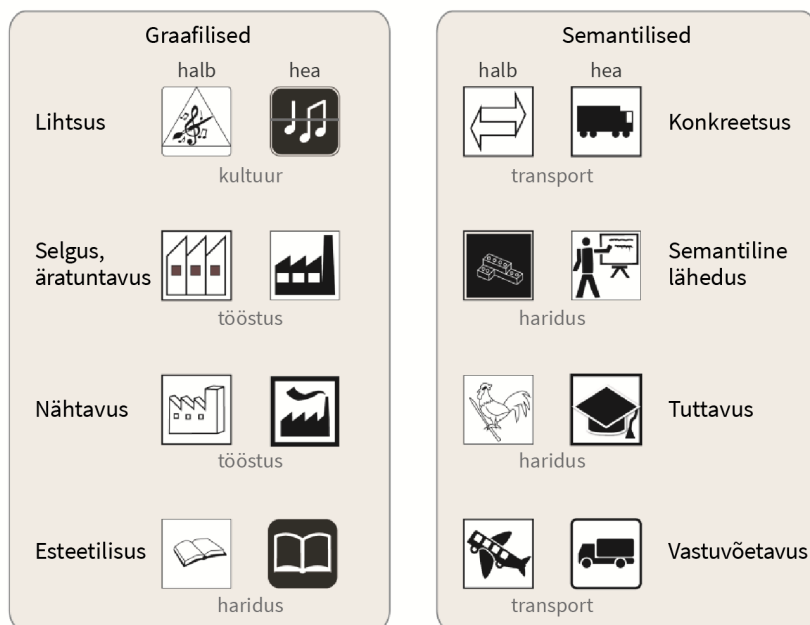 Graafilised
halb hea
Lihtsus
kultuur
Selgus,
äratuntavus
tööstus
Nähtavus
tööstus
Esteetilisus
haridus
Semantilised
halb hea
Konkreetsus
transport
Semantiline
lähedus
haridus
Tuttavus
haridus
Vastuvõetavus
transport